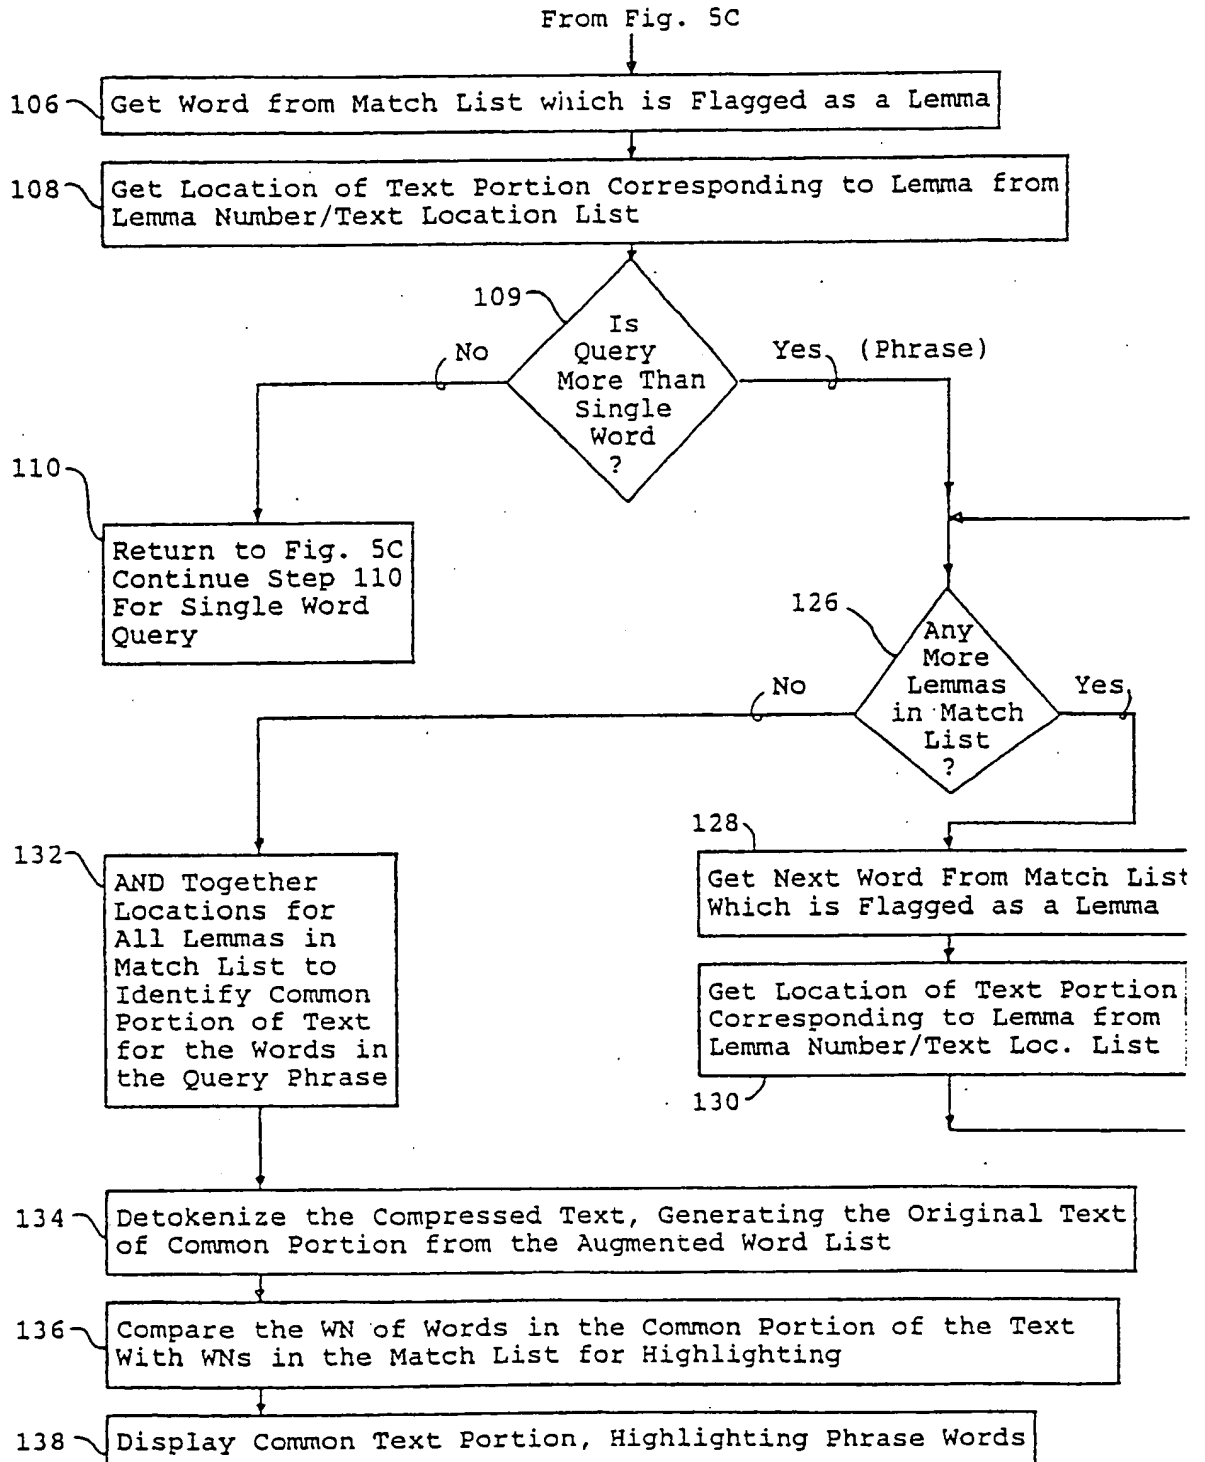 From Fig. 5C
106
Get Word from Match List which is Flagged as a Lemma
108
Get Location of Text Portion Corresponding to Lemma from
Lemma Number/Text Location List
109
Is
Query
More Than
Single
Word
?
No
Yes (Phrase)
110
Return to Fig. 5C
Continue Step 110
For Single Word
Query
126
Any
More
Lemmas
in Match
List
?
No
Yes
128
Get Next Word From Match List
Which is Flagged as a Lemma
132
AND Together
Locations for
All Lemmas in
Match List to
Identify Common
Portion of Text
for the Words in
the Query Phrase
Get Location of Text Portion
Corresponding to Lemma from
Lemma Number/Text Loc. List
130
134
Detokenize the Compressed Text, Generating the Original Text
of Common Portion from the Augmented Word List
136
Compare the WN of Words in the Common Portion of the Text
With WNs in the Match List for Highlighting
138
Display Common Text Portion, Highlighting Phrase Words